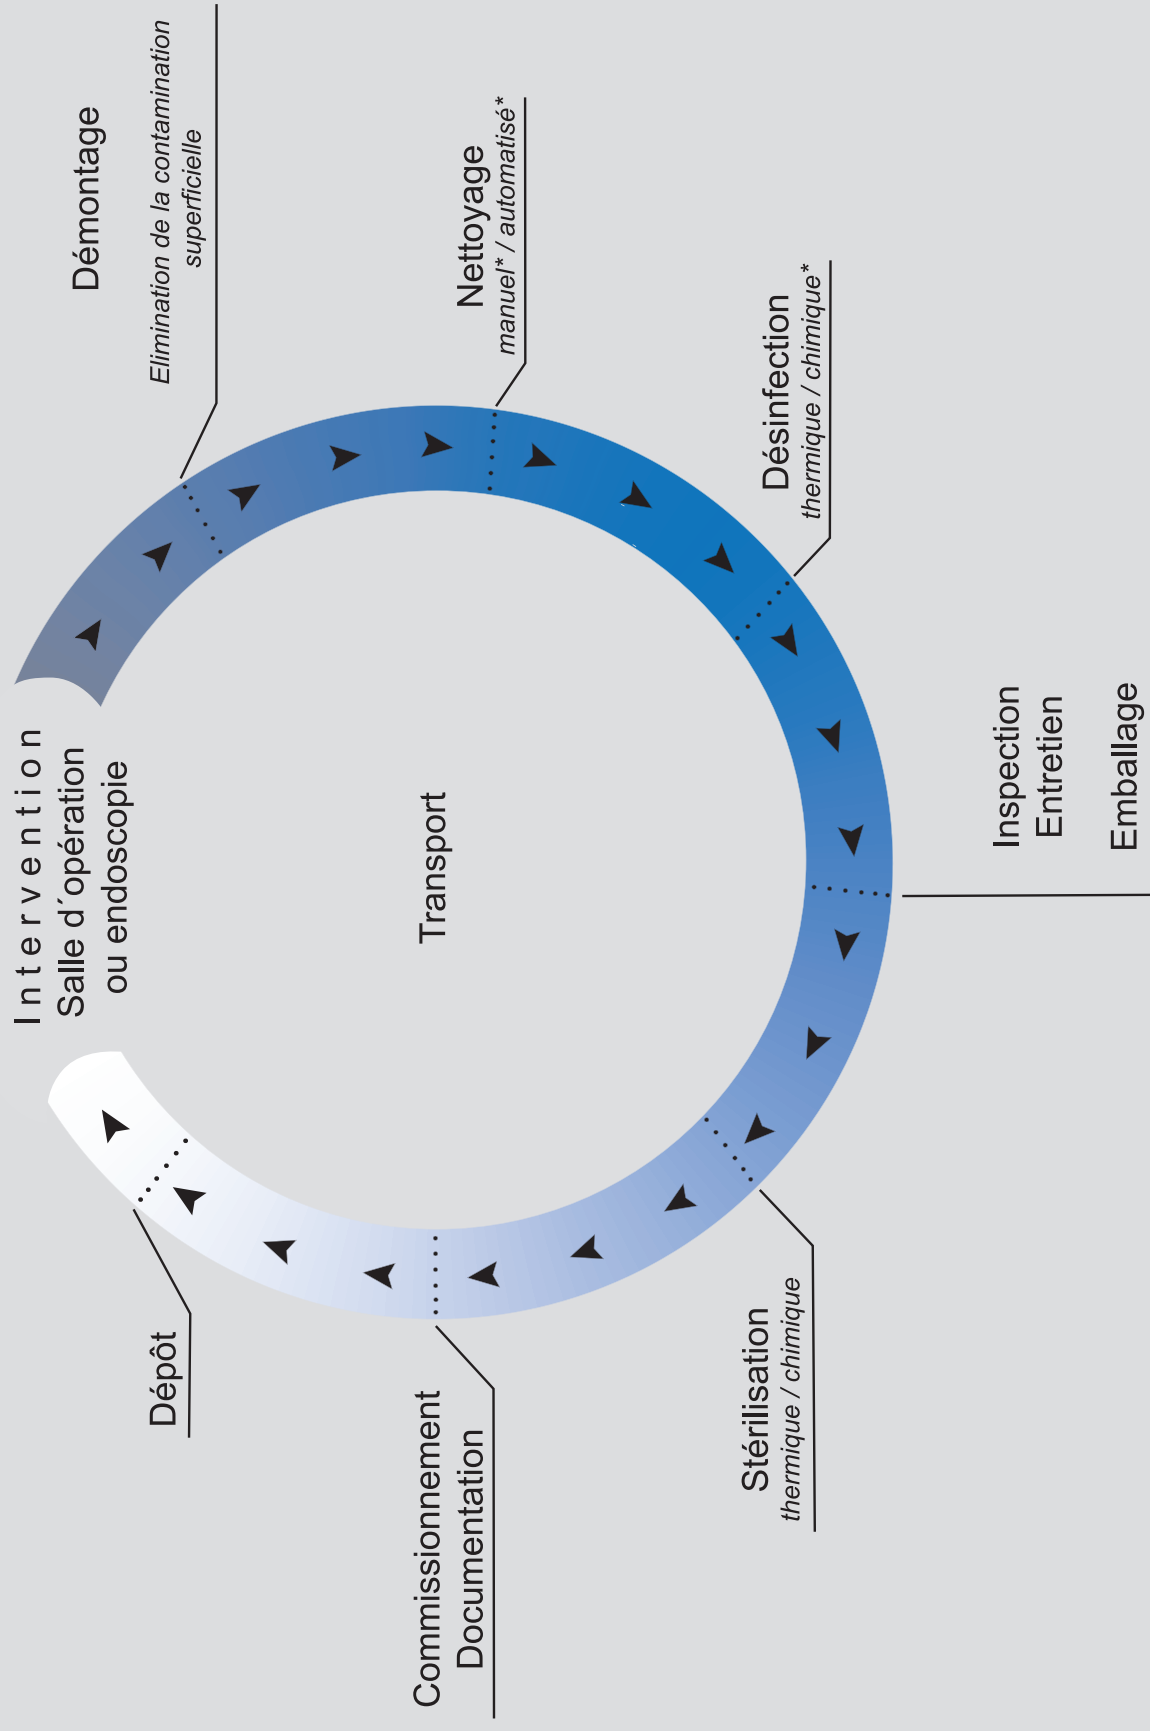 Intervention
Salle d´opération
ou endoscopie
Démontage
Elimination de la contamination
superficielle
Nettoyage
manuel* / automatisé*
Désinfection
thermique / chimique*
Inspection
Entretien
Emballage
Stérilisation
thermique / chimique
Commissionnement
Documentation
Dépôt
Transport